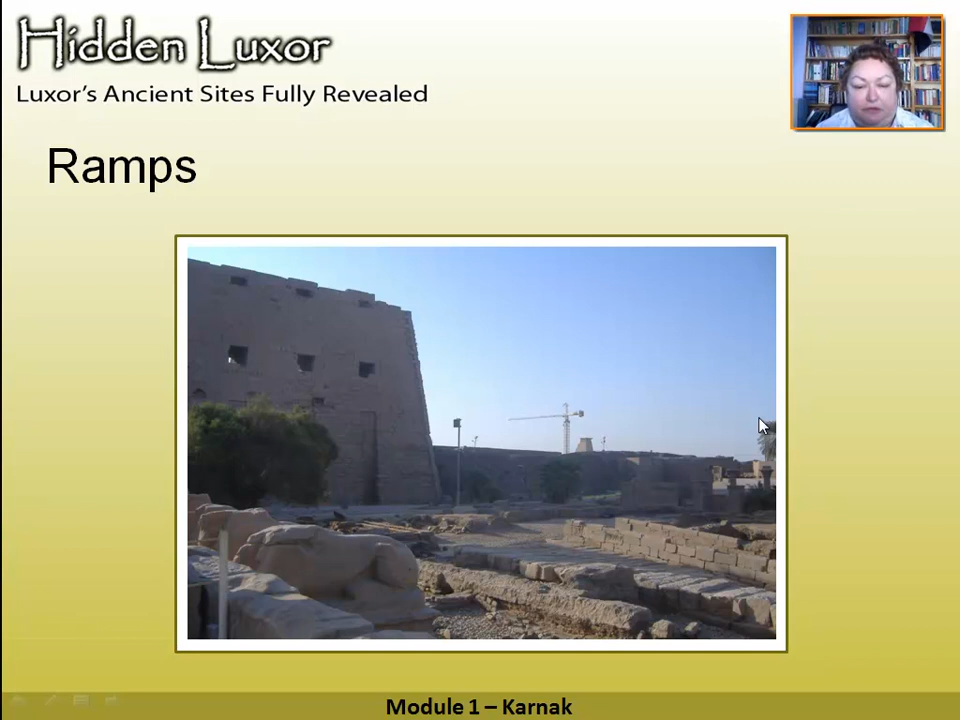 Hidden Luxor
Luxor's Ancient Sites Fully Revealed
Ramps
Module 1 – Karnak